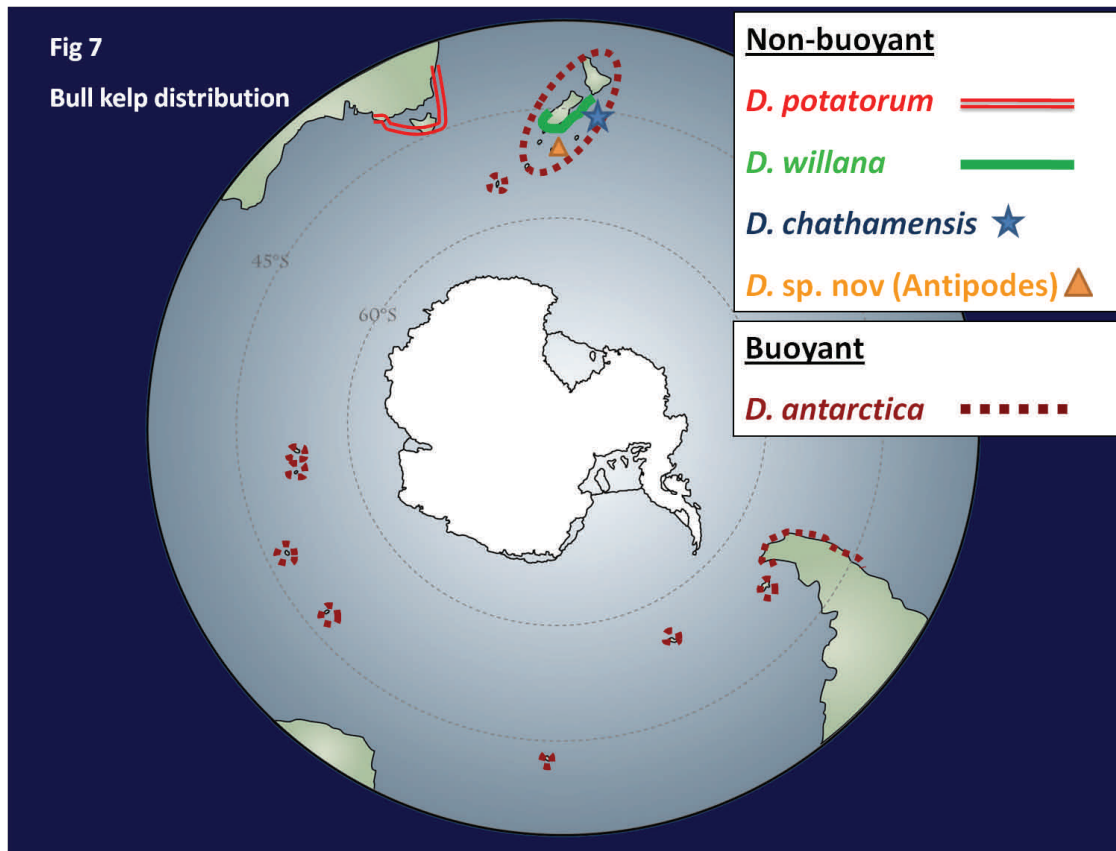 Fig 7
Bull kelp distribution
Non-buoyant
D. potatorum
D. willana
D. chathamensis
D. sp. nov (Antipodes)
Buoyant
D. antarctica
45°S
60°S